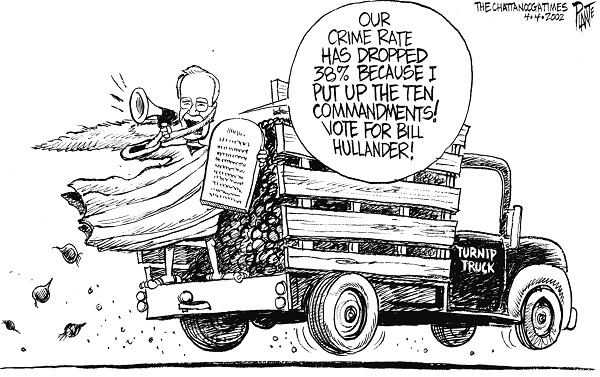 THE CHATTANOOGA TIMES
4·4·2002
PLANTE
OUR
CRIME RATE
HAS DROPPED
38% BECAUSE I
PUT UP THE TEN
COMMANDMENTS!
VOTE FOR BILL
HULLANDER!
TURNIP
TRUCK